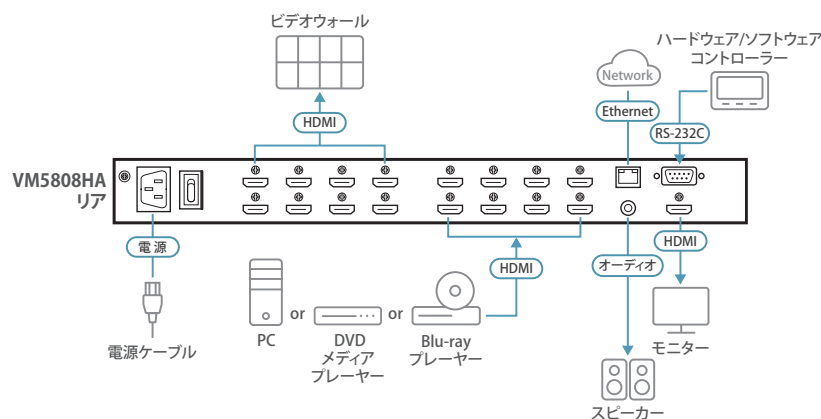 ビデオウォール
HDMI
Network
Ethernet
ハードウェア/ソフトウェア
コントローラー
RS-232C
VM5808HA
リア
電源
電源ケーブル
PC
or
DVD
メディア
プレーヤー
or
Blu-ray
プレーヤー
HDMI
オーディオ
スピーカー
HDMI
モニター